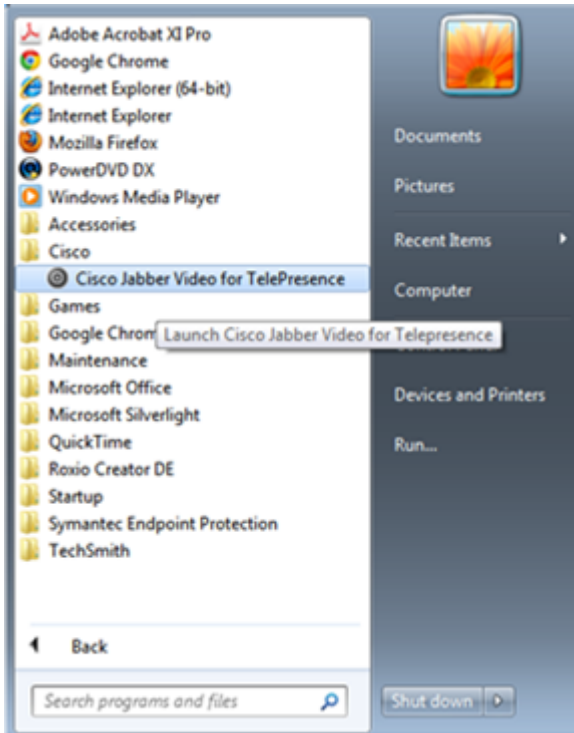 Adobe Acrobat XI Pro
Google Chrome
Internet Explorer (64-bit)
Internet Explorer
Mozilla Firefox
PowerDVD DX
Windows Media Player
Accessories
Cisco
Cisco Jabber Video for TelePresence
Games
Google Chrom
Launch Cisco Jabber Video for Telepresence
Maintenance
Microsoft Office
Microsoft Silverlight
QuickTime
Roxio Creator DE
Startup
Symantec Endpoint Protection
TechSmith
Back
Search programs and files
Documents
Pictures
Recent Items
Computer
Devices and Printers
Run...
Shut down